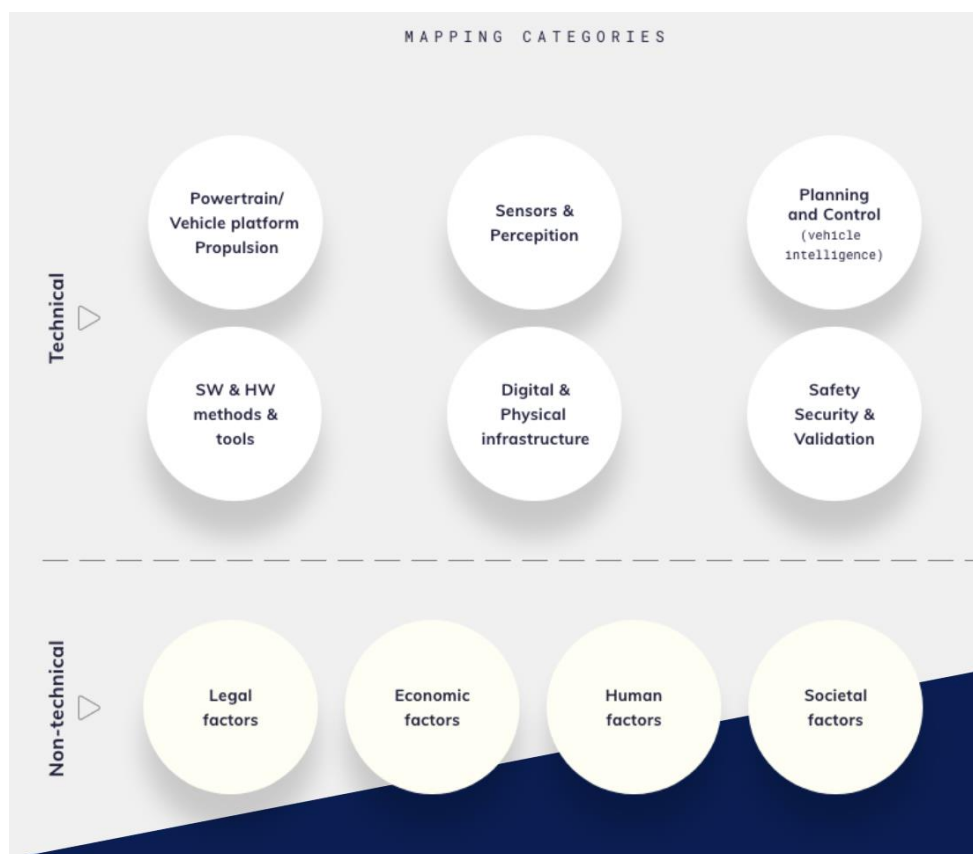 MAPPING CATEGORIES
Technical
Powertrain/
Vehicle platform
Propulsion
Sensors &
Percepition
Planning
and Control
(vehicle
intelligence)
SW & HW
methods &
tools
Digital &
Physical
infrastructure
Safety
Security &
Validation
Non-technical
Legal
factors
Economic
factors
Human
factors
Societal
factors